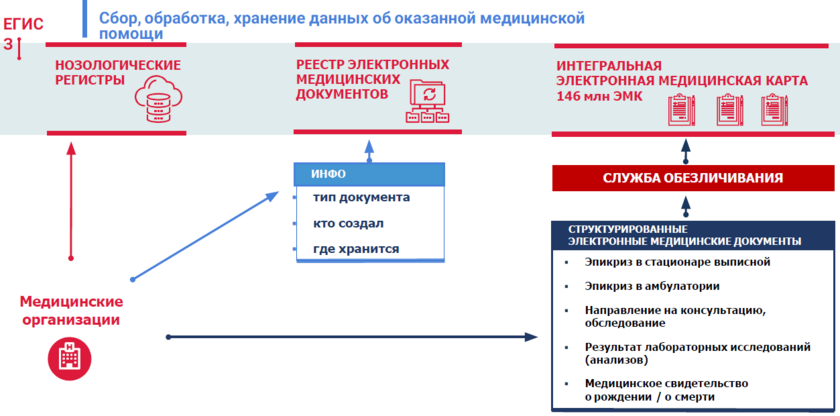 ЕГИС
З
Сбор, обработка, хранение данных об оказанной медицинской
помощи
НОЗОЛОГИЧЕСКИЕ
РЕГИСТРЫ
РЕЕСТР ЭЛЕКТРОННЫХ
МЕДИЦИНСКИХ
ДОКУМЕНТОВ
ИНТЕГРАЛЬНАЯ
ЭЛЕКТРОННАЯ МЕДИЦИНСКАЯ КАРТА
146 млн ЭМК
ИНФО
▪ тип документа
▪ кто создал
▪ где хранится
СЛУЖБА ОБЕЗЛИЧИВАНИЯ
СТРУКТУРИРОВАННЫЕ
ЭЛЕКТРОННЫЕ МЕДИЦИНСКИЕ ДОКУМЕНТЫ
▪ Эпикриз в стационаре выписной
▪ Эпикриз в амбулатории
▪ Направление на консультацию,
обследование
▪ Результат лабораторных исследований
(анализов)
▪ Медицинское свидетельство
о рождении / о смерти
Медицинские
организации
H